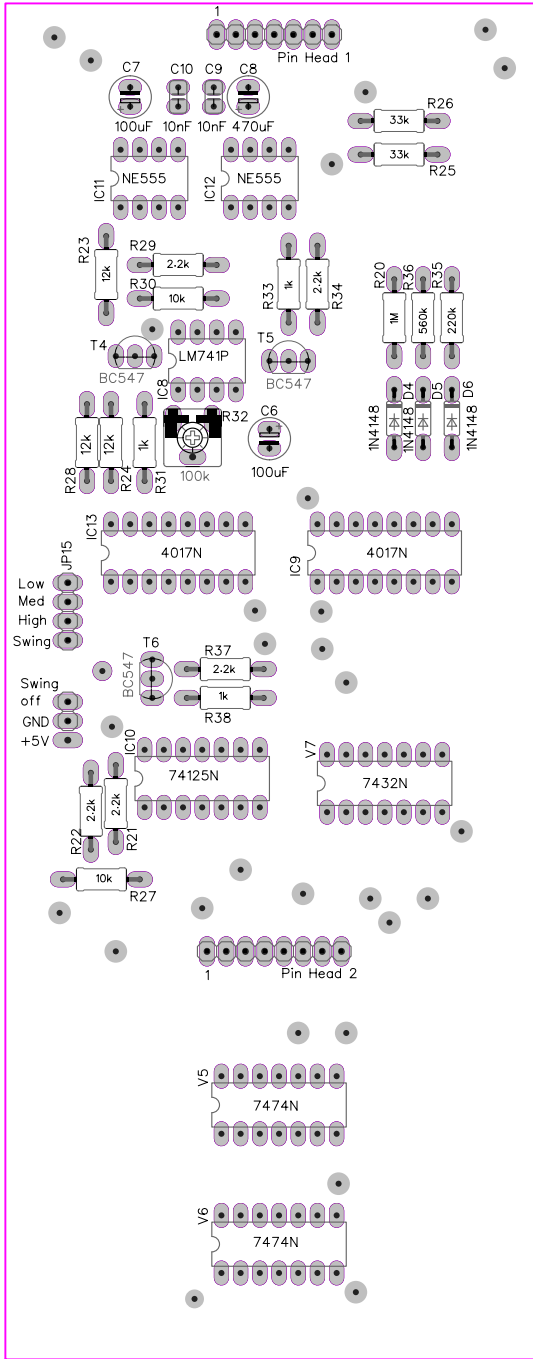 1
Pin Head 1
C7
C10
C9
C8
100uF
10nF
10nF
470uF
R26
33k
33k
R25
IC11
NE555
IC12
NE555
R23
12k
R29
2.2k
R30
10k
R33
1k
2.2k
R34
R20
R36
R35
1M
560k
220k
T4
BC547
LM741P
IC8
T5
BC547
1N4148
D4
1N4148
D5
1N4148
D6
R28
12k
12k
R24
1k
R31
R32
100k
C6
100uF
IC13
4017N
IC9
4017N
JP15
Low
Med
High
Swing
T6
BC547
R37
2.2k
1k
R38
Swing
off
GND
+5V
IC10
74125N
V7
7432N
2.2k
R22
2.2k
R21
10k
R27
1
Pin Head 2
V5
7474N
V6
7474N